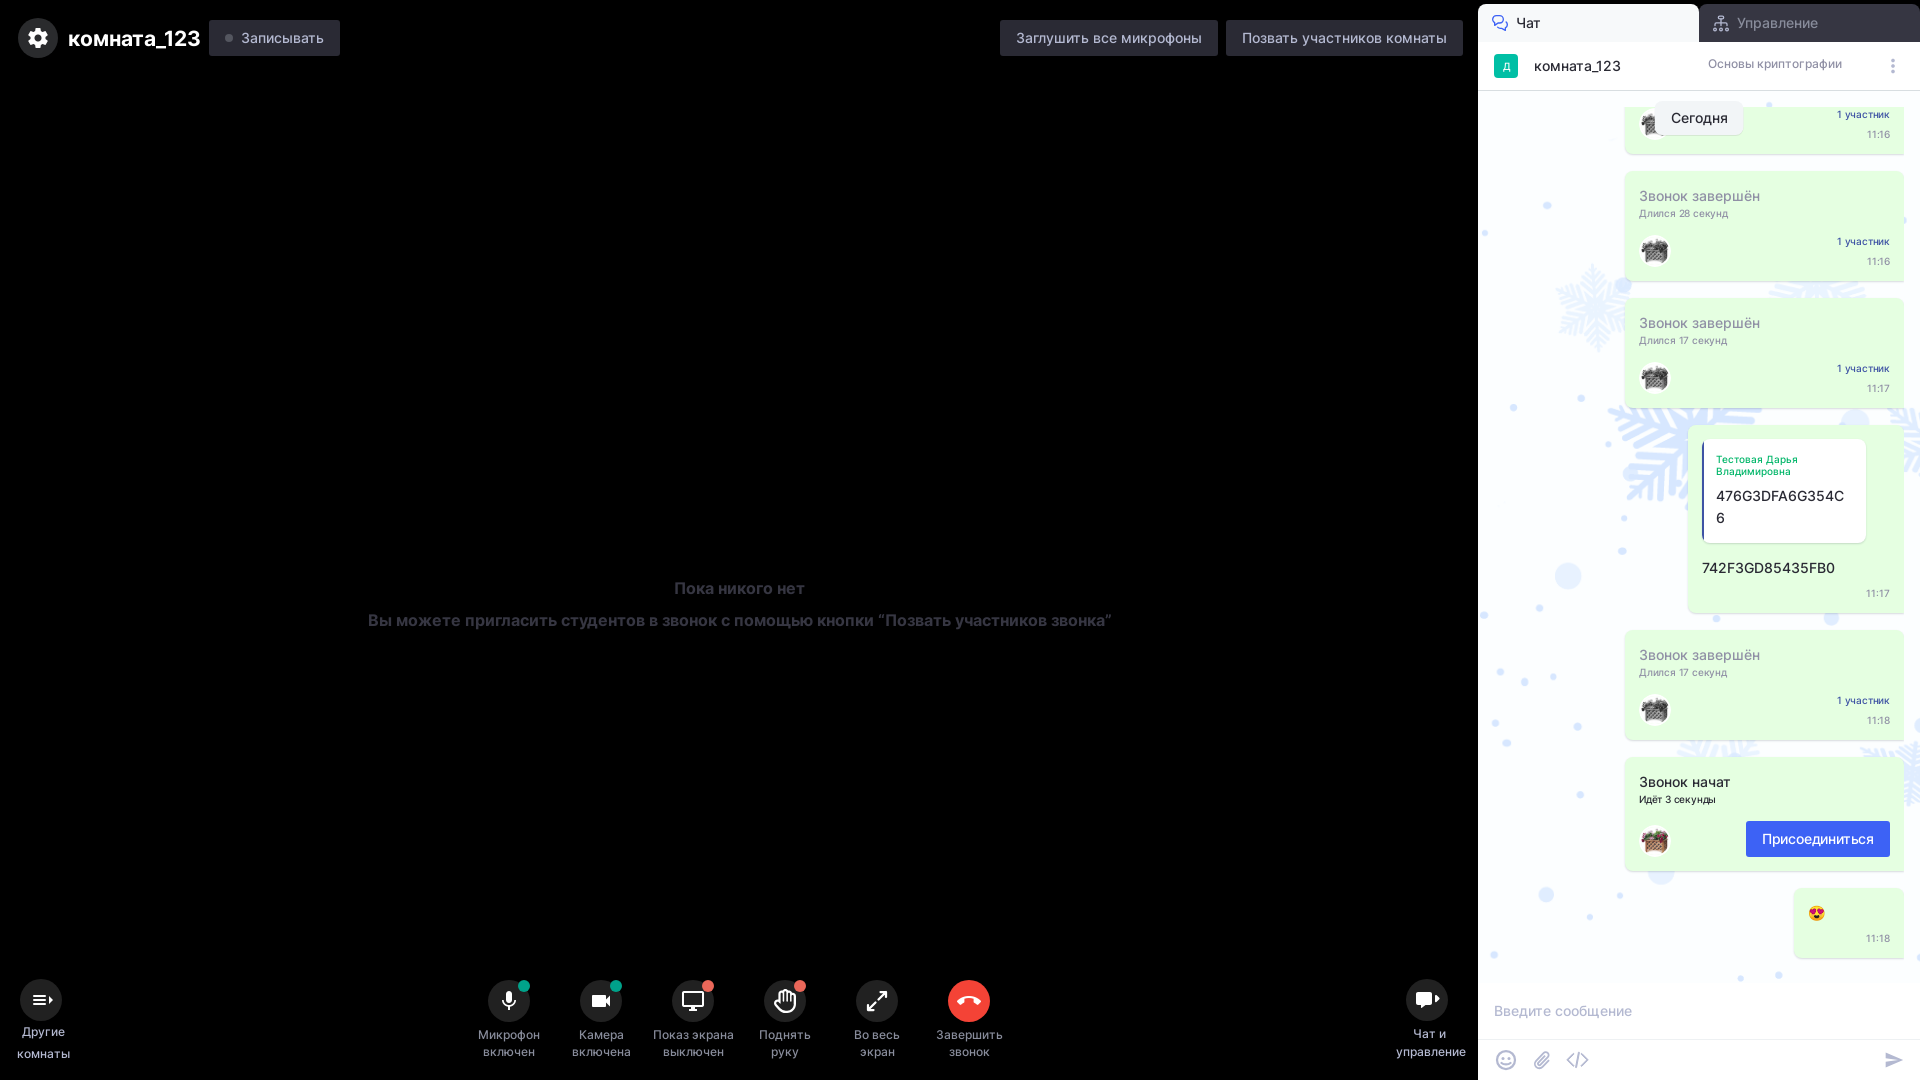 комната_123
Записывать
Заглушить все микрофоны
Позвать участников комнаты
Чат
Управление
Д
комната_123
Основы криптографии
Сегодня
1 участник
11:16
Звонок завершён
Длился 28 секунд
1 участник
11:16
Звонок завершён
Длился 17 секунд
1 участник
11:17
Тестовая Дарья
Владимировна
476G3DFA6G354C
6
742F3GD85435FB0
11:17
Звонок завершён
Длился 17 секунд
1 участник
11:18
Звонок начат
Идёт 3 секунды
Присоединиться
11:18
Введите сообщение
Пока никого нет
Вы можете пригласить студентов в звонок с помощью кнопки “Позвать участников звонка”
Другие
комнаты
Микрофон
включен
Камера
включена
Показ экрана
выключен
Поднять
руку
Во весь
экран
Завершить
звонок
Чат и
управление